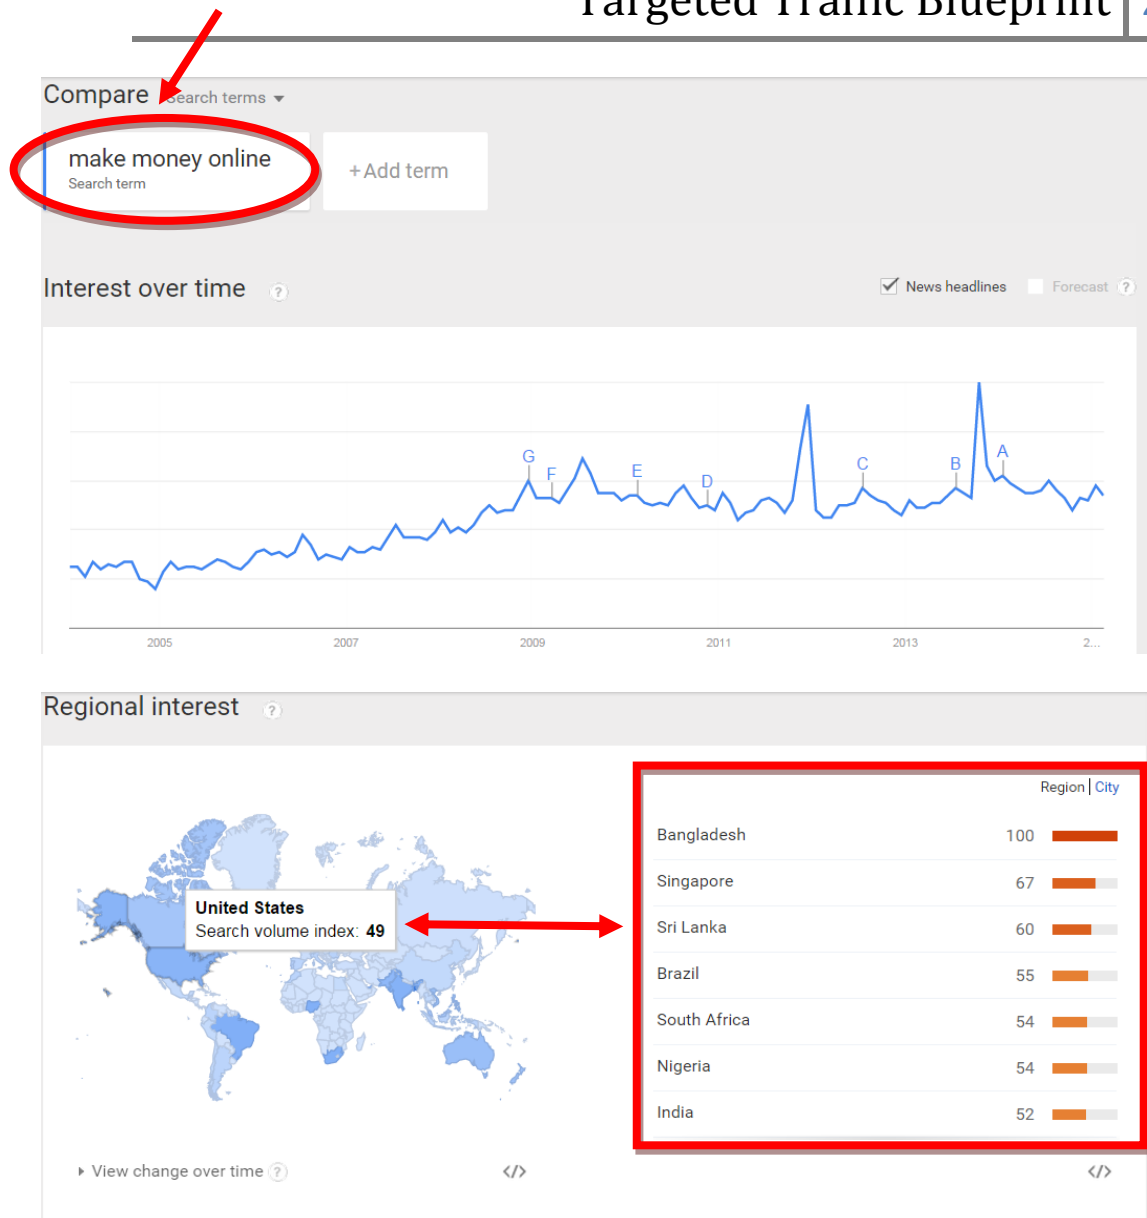 Targeted Traffic Blueprint
Compare Search terms
make money online
Search term
+Add term
Interest over time ?
News headlines Forecast ?
G F E D C B A
2005 2007 2009 2011 2013 2...
Regional interest ?
Region | City
Bangladesh 100
Singapore 67
United States
Search volume index: 49
Sri Lanka 60
Brazil 55
South Africa 54
Nigeria 54
India 52
View change over time ? </> </>